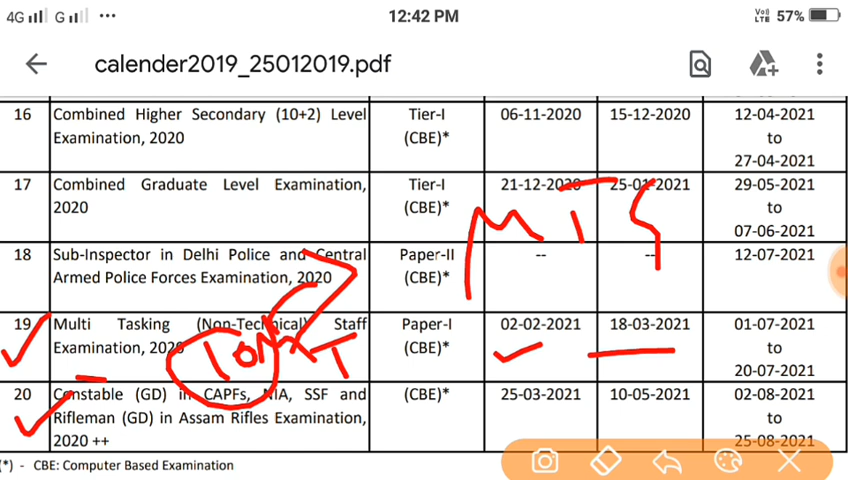 4G G ••• 12:42 PM Vo)) LTE 57%
calender2019_25012019.pdf
16 Combined Higher Secondary (10+2) Level Tier-I 06-11-2020 15-12-2020 12-04-2021
Examination, 2020 (CBE)* to
27-04-2021
17 Combined Graduate Level Examination, Tier-I 21-12-2020 25-01-2021 29-05-2021
2020 (CBE)* to
07-06-2021
MTS
18 Sub-Inspector in Delhi Police and Central Paper-II -- -- 12-07-2021
Armed Police Forces Examination, 2020 (CBE)*
19 Multi Tasking (Non-Technical) Staff Paper-I 02-02-2021 18-03-2021 01-07-2021
Examination, 2020 (CBE)* to
20-07-2021
20 Constable (GD) in CAPFs, NIA, SSF and (CBE)* 25-03-2021 10-05-2021 02-08-2021
Rifleman (GD) in Assam Rifles Examination, to
2020 ++ 25-08-2021
(*) - CBE: Computer Based Examination